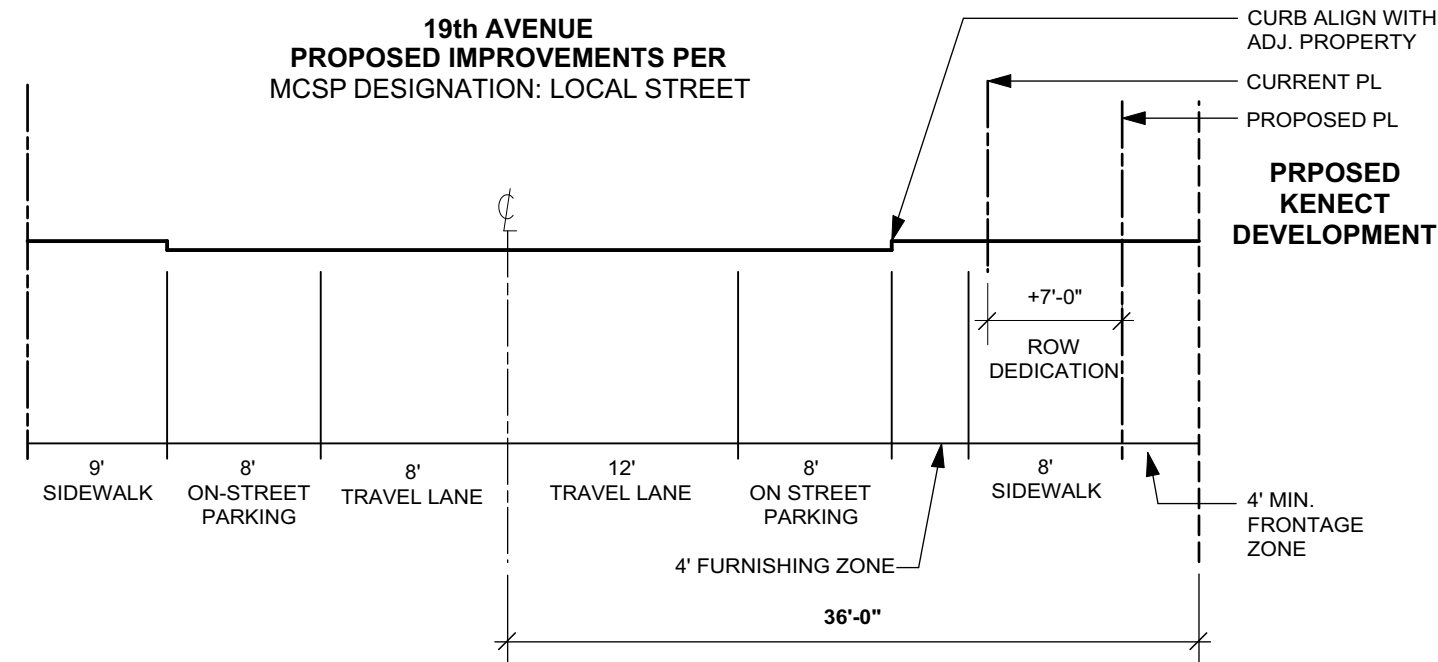 19th AVENUE
PROPOSED IMPROVEMENTS PER
MCSP DESIGNATION: LOCAL STREET
CURB ALIGN WITH
ADJ. PROPERTY
CURRENT PL
PROPOSED PL
PRPOSED
KENECT
DEVELOPMENT
℄
+7'-0"
ROW
DEDICATION
9'
SIDEWALK
8'
ON-STREET
PARKING
8'
TRAVEL LANE
12'
TRAVEL LANE
8'
ON STREET
PARKING
8'
SIDEWALK
4' MIN.
FRONTAGE
ZONE
4' FURNISHING ZONE
36'-0"